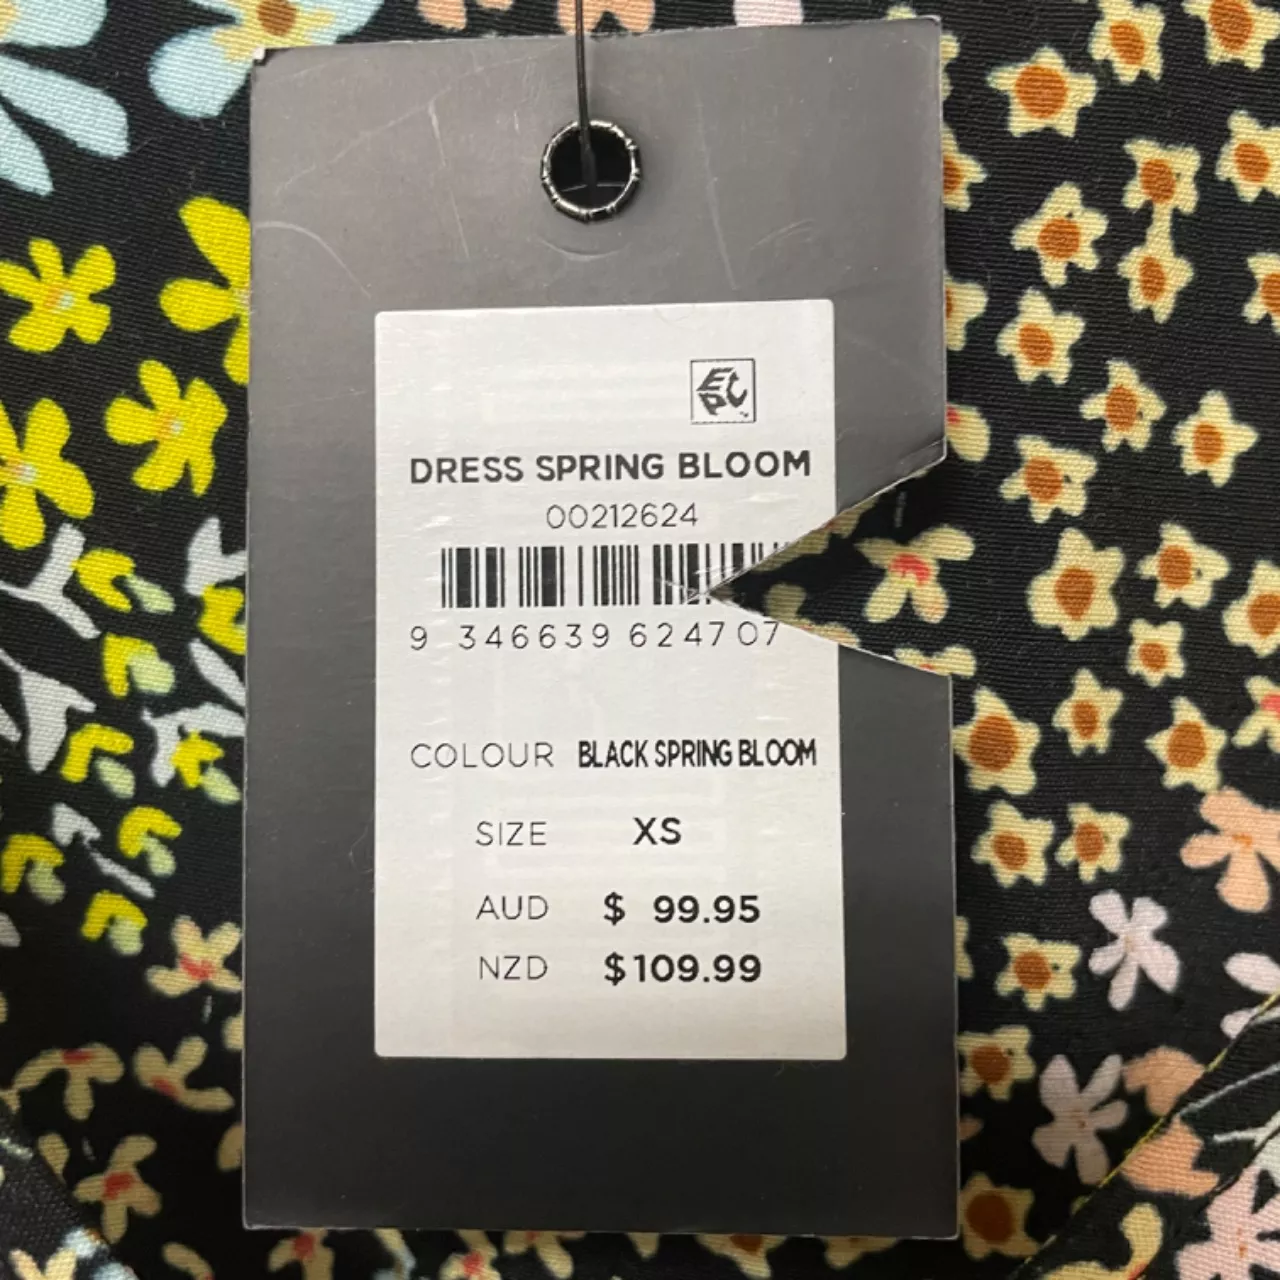 EPC
DRESS SPRING BLOOM
00212624
9 346639 624707
COLOUR BLACK SPRING BLOOM
SIZE XS
AUD $ 99.95
NZD $109.99